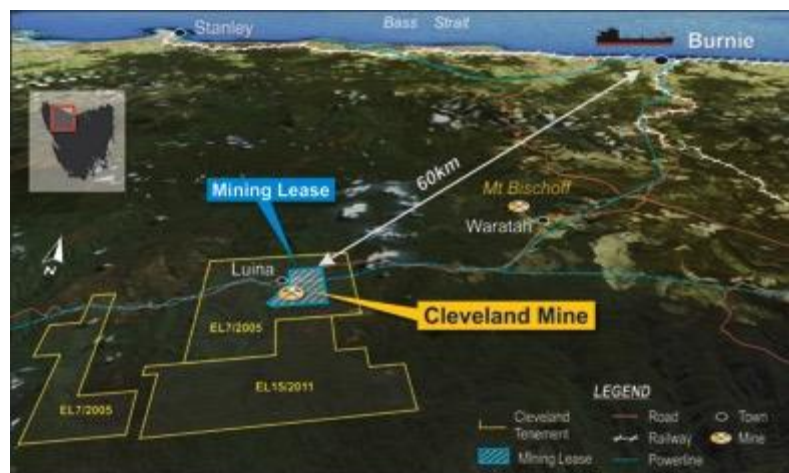 Stanley
Bass Strait
Burnie
60km
Mining Lease
Mt Bischoff
Waratah
N
Luina
Cleveland Mine
EL7/2005
EL15/2011
EL7/2005
LEGEND
Cleveland Tenement
Mining Lease
Road
Railway
Powerline
Town
Mine